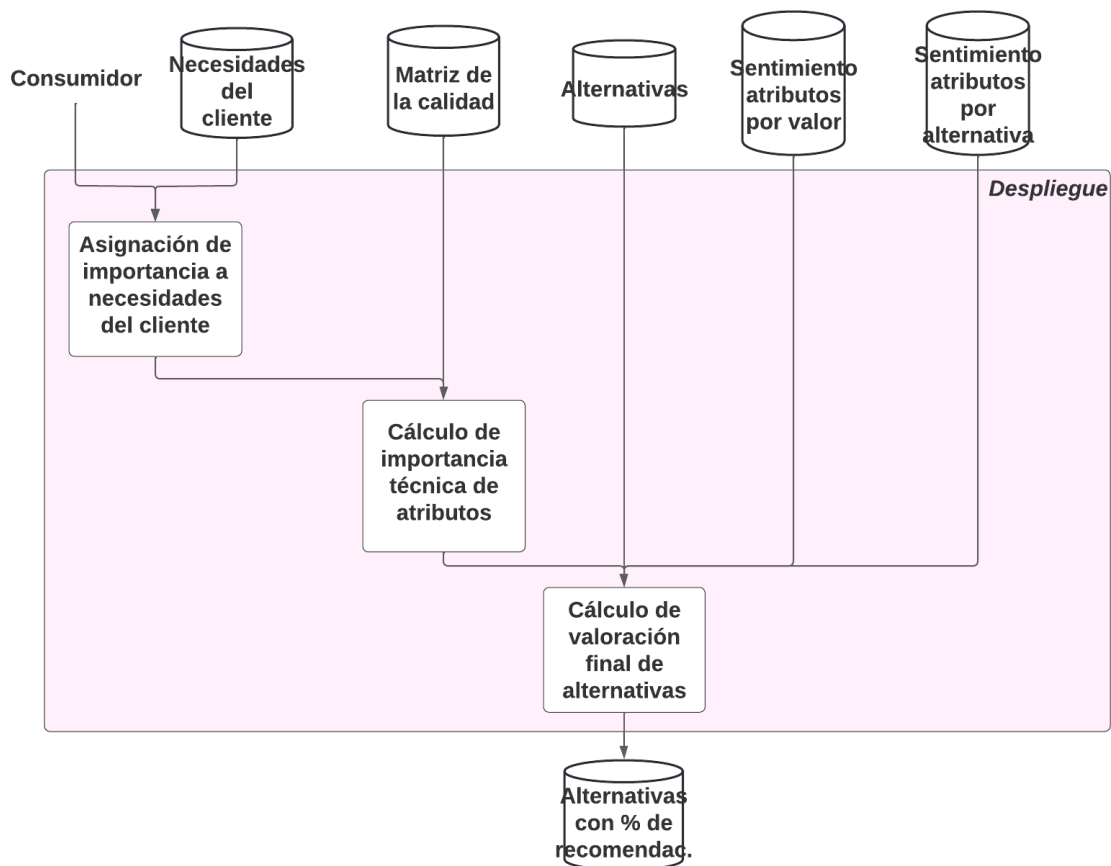 Consumidor
Necesidades
del
cliente
Matriz de
la calidad
Alternativas
Sentimiento
atributos
por valor
Sentimiento
atributos
por
alternativa
Despliegue
Asignación de
importancia a
necesidades
del cliente
Cálculo de
importancia
técnica de
atributos
Cálculo de
valoración
final de
alternativas
Alternativas
con % de
recomendac.